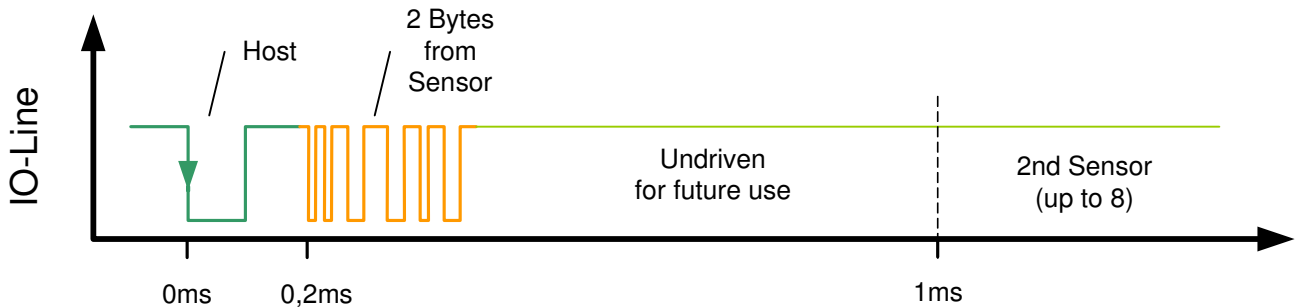 2 Bytes
from
Sensor
Host
IO-Line
Undriven
for future use
2nd Sensor
(up to 8)
0ms
0,2ms
1ms